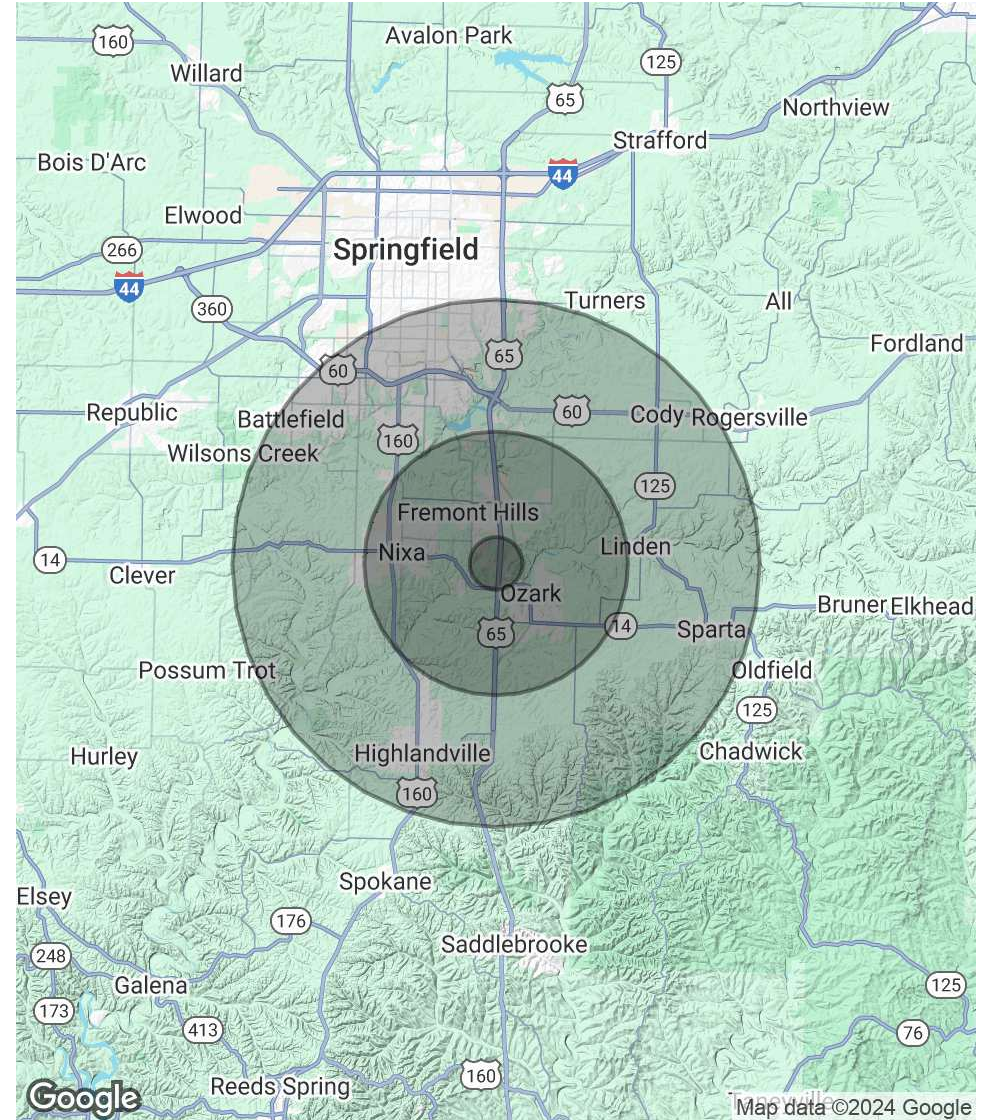 160
Avalon Park
125
Willard
65
Northview
Strafford
Bois D'Arc
44
Elwood
266
Springfield
44
360
Turners
All
65
Fordland
60
Republic
Battlefield
160
60
Cody
Rogersville
Wilsons Creek
125
Fremont Hills
14
Nixa
Linden
Clever
Ozark
Bruner
Elkhead
65
14
Sparta
Possum Trot
Oldfield
125
Hurley
Highlandville
Chadwick
160
Elsey
Spokane
176
248
Saddlebrooke
Galena
125
173
413
76
160
Reeds Spring
Google
Taneyville
Map data ©2024 Google